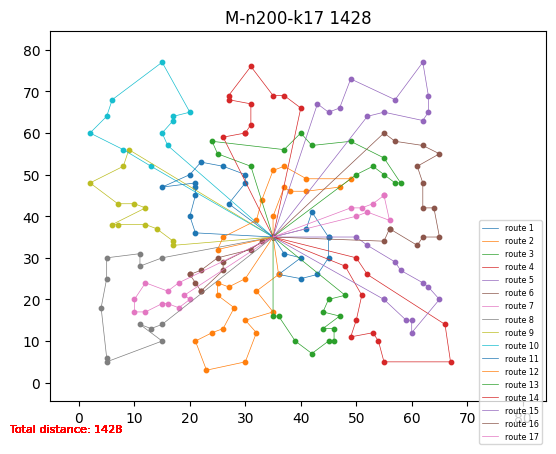 M-n200-k17 1428
80
70
60
50
40
30
20
10
0
0
10
20
30
40
50
60
70
80
route 1
route 2
route 3
route 4
route 5
route 6
route 7
route 8
route 9
route 10
route 11
route 12
route 13
route 14
route 15
route 16
route 17
Total distance: 1428